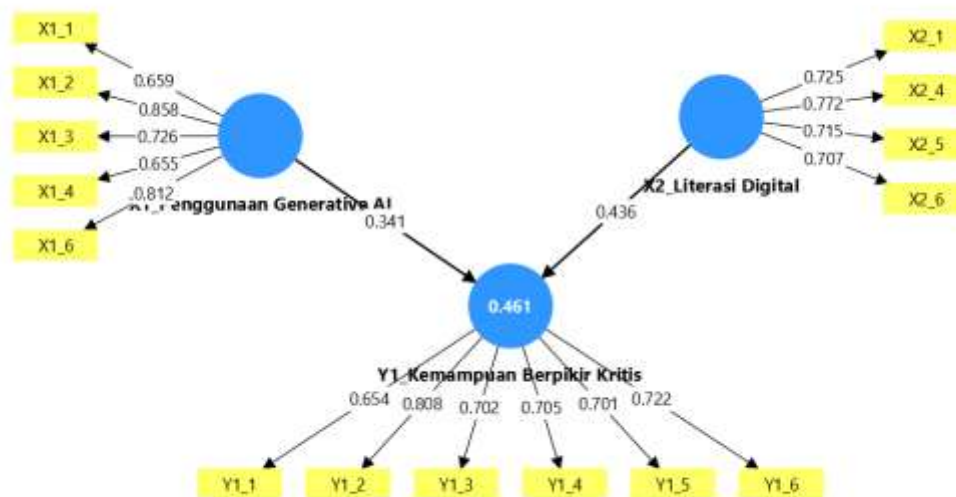 X1_1
X1_2
X1_3
X1_4
X1_6
0.659
0.858
0.726
0.655
0.812
X1_Penggunaan Generative AI
0.341
X2_1
X2_4
X2_5
X2_6
0.725
0.772
0.715
0.707
X2_Literasi Digital
0.436
0.461
Y1_Kemampuan Berpikir Kritis
0.654
0.808
0.702
0.705
0.701
0.722
Y1_1
Y1_2
Y1_3
Y1_4
Y1_5
Y1_6